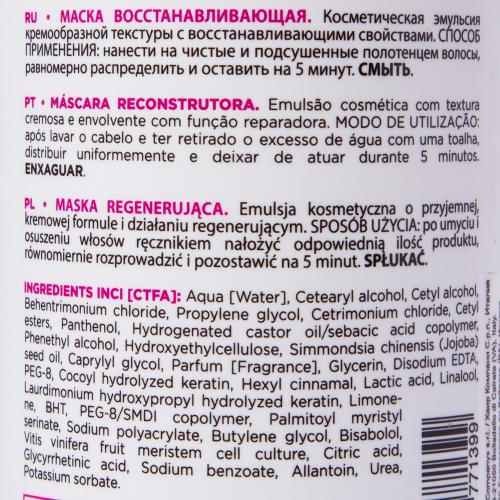 RU • МАСКА ВОССТАНАВЛИВАЮЩАЯ. Косметическая эмульсия
кремообразной текстуры с восстанавливающими свойствами. СПОСОБ
ПРИМЕНЕНИЯ: нанести на чистые и подсушенные полотенцем волосы,
равномерно распределить и оставить на 5 минут. СМЫТЬ.
PT • MÁSCARA RECONSTRUTORA. Emulsão cosmética com textura
cremosa e envolvente com função reparadora. MODO DE UTILIZAÇÃO:
após lavar o cabelo e ter retirado o excesso de água com uma toalha,
distribuir uniformemente e deixar de atuar durante 5 minutos.
ENXAGUAR.
PL • MASKA REGENERUJĄCA. Emulsja kosmetyczna o przyjemnej,
kremowej formule i działaniu regenerującym. SPOSÓB UŻYCIA: po umyciu i
osuszeniu włosów ręcznikiem nałożyć odpowiednią ilość produktu,
równomiernie rozprowadzić i pozostawić na 5 minut. SPŁUKAĆ.
INGREDIENTS INCI [CTFA]: Aqua [Water], Cetearyl alcohol, Cetyl alcohol,
Behentrimonium chloride, Propylene glycol, Cetrimonium chloride, Cetyl
esters, Panthenol, Hydrogenated castor oil/sebacic acid copolymer,
Phenethyl alcohol, Hydroxyethylcellulose, Simmondsia chinensis (Jojoba)
seed oil, Caprylyl glycol, Parfum [Fragrance], Glycerin, Disodium EDTA,
PEG-8, Cocoyl hydrolyzed keratin, Hexyl cinnamal, Lactic acid, Linalool,
Laurdimonium hydroxypropyl hydrolyzed keratin, Limone-
ne, BHT, PEG-8/SMDI copolymer, Palmitoyl myristyl
serinate, Sodium polyacrylate, Butylene glycol, Bisabolol,
Vitis vinifera fruit meristem cell culture, Citric acid,
Glycyrrhetinic acid, Sodium benzoate, Allantoin, Urea,
Potassium sorbate.
771399